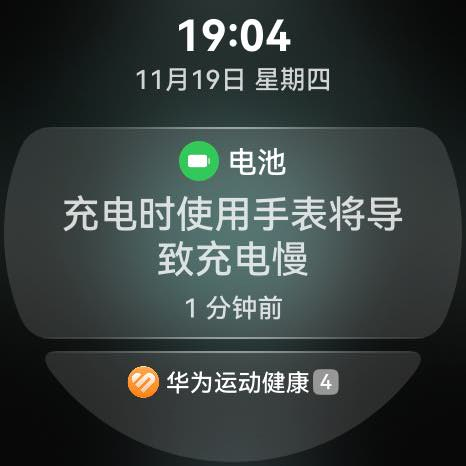 19:04
11月19日 星期四
电池
充电时使用手表将导
致充电慢
1 分钟前
华为运动健康 4